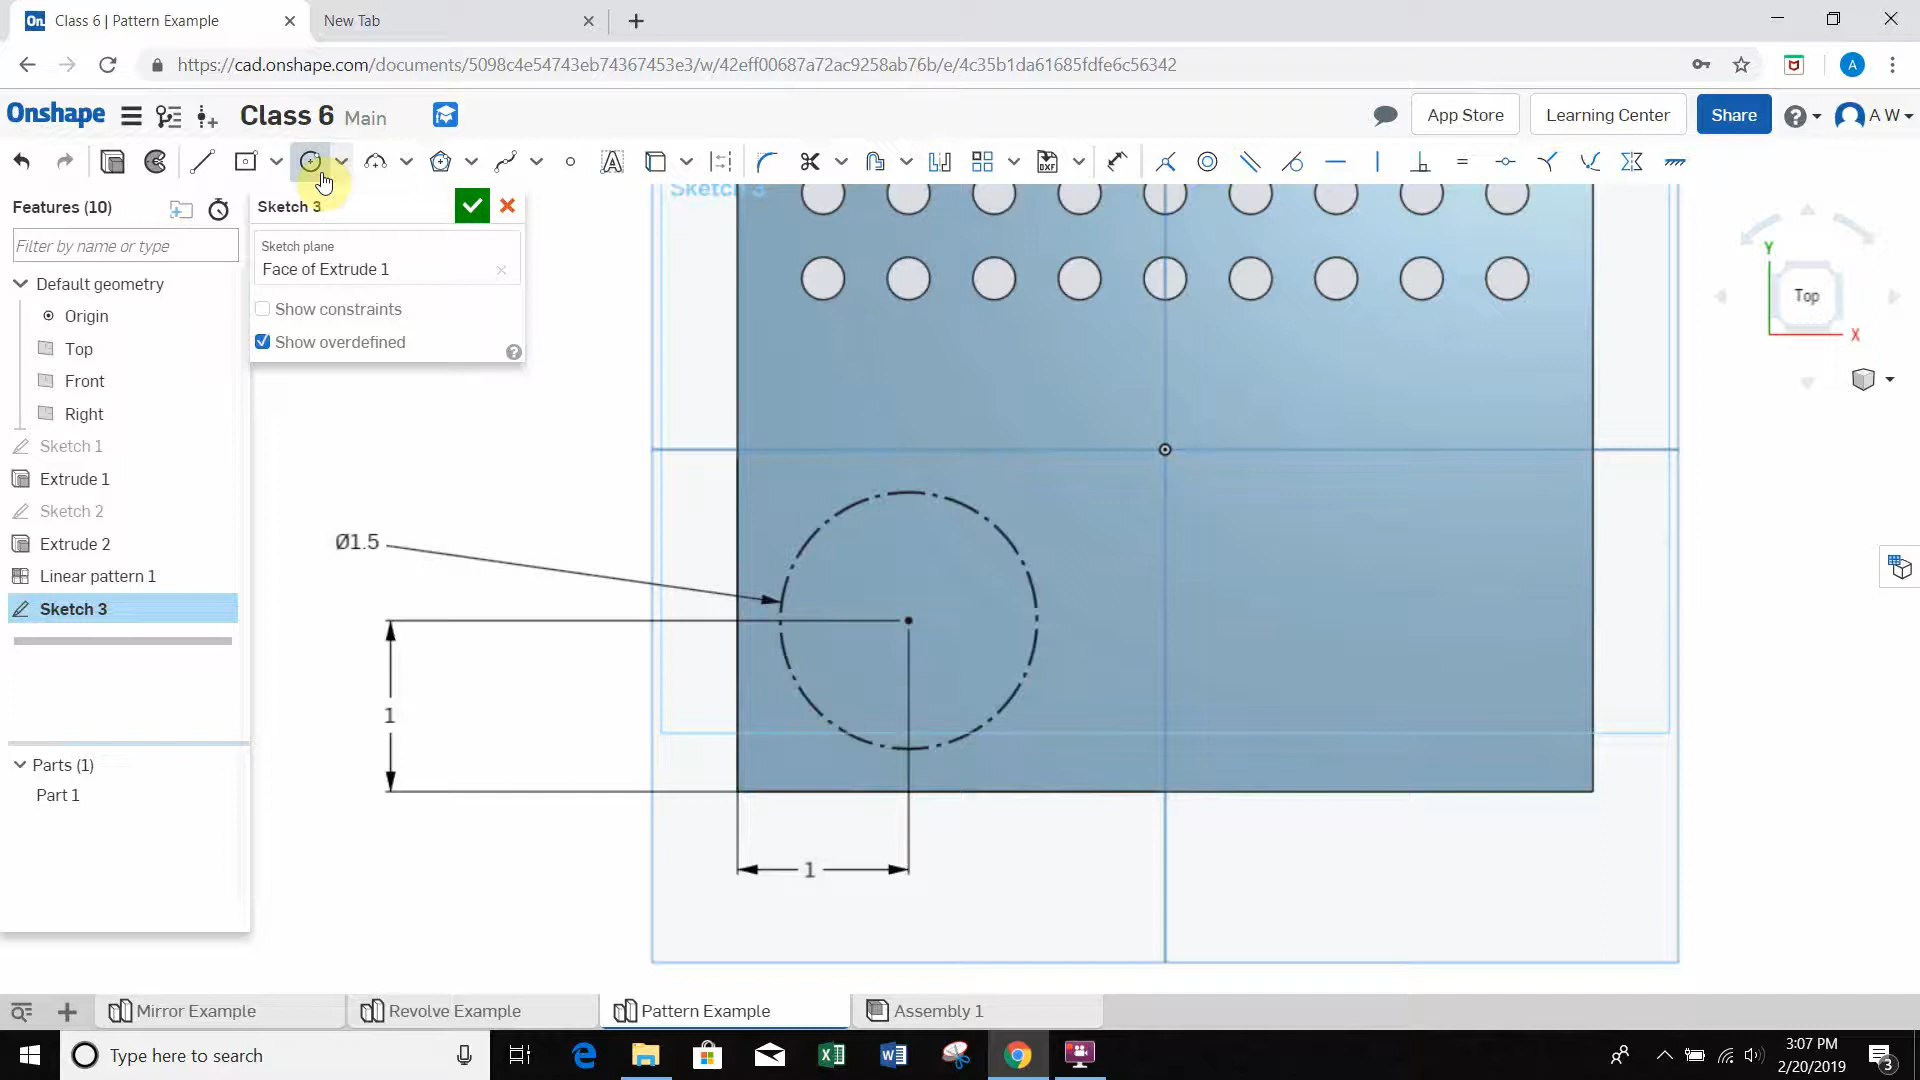 Class 6 | Pattern Example
New Tab
https://cad.onshape.com/documents/5098c4e54743eb74367453e3/w/42eff00687a72ac9258ab76b/e/4c35b1da61685fdfe6c56342
A
Onshape
Class 6 Main
App Store
Learning Center
Share
A W
DXF
Features (10)
Filter by name or type
Default geometry
Origin
Top
Front
Right
Sketch 1
Extrude 1
Sketch 2
Extrude 2
Linear pattern 1
Sketch 3
Parts (1)
Part 1
Sketch 3
Sketch plane
Face of Extrude 1
Show constraints
Show overdefined
Sketch 3
Ø1.5
1
1
Y
Top
X
Mirror Example
Revolve Example
Pattern Example
Assembly 1
Type here to search
3:07 PM
2/20/2019
3